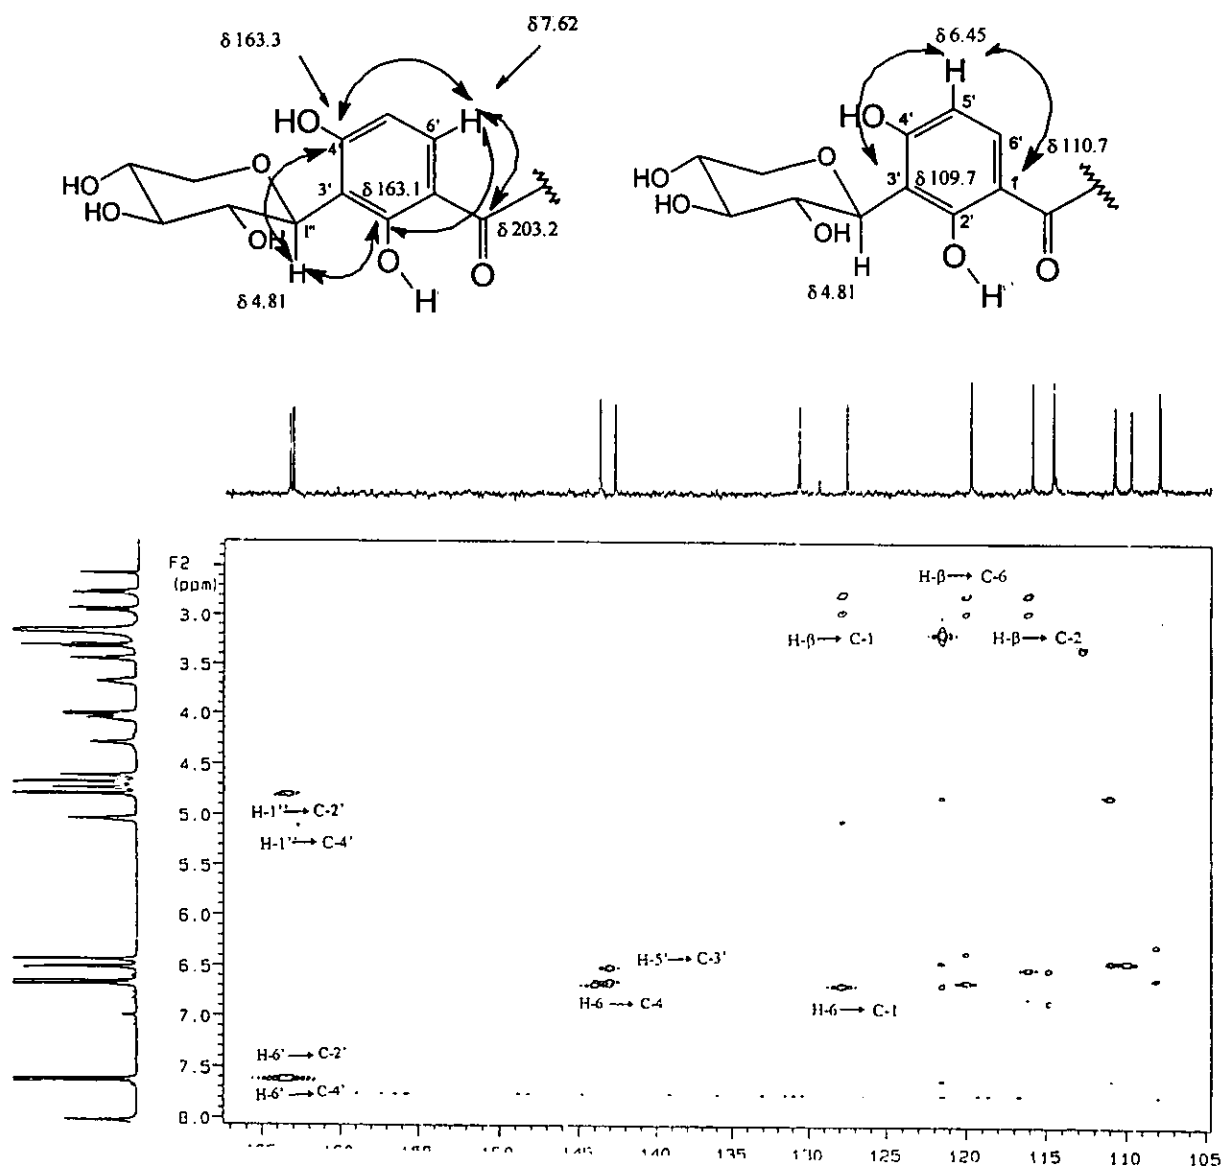 δ 163.3
δ 7.62
δ 6.45
HO
4'
6'
H
3'
δ 163.1
O
HO
HO
OH
1''
H
O
H
O
δ 203.2
δ 4.81
H
5'
HO
4'
6'
δ 110.7
O
3'
δ 109.7
1'
HO
HO
OH
2'
H
O
H
O
δ 4.81
F2
(ppm)
3.0
3.5
4.0
4.5
5.0
5.5
6.0
6.5
7.0
7.5
8.0
H-β → C-6
H-β → C-1
H-β → C-2
H-1'' → C-2'
H-1'' → C-4'
H-5' → C-3'
H-6 → C-4
H-6 → C-1
H-6' → C-2'
H-6' → C-4'
140 135 130 125 120 115 110 105